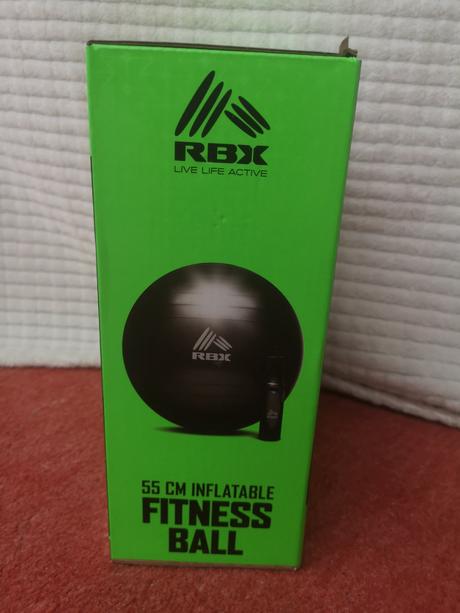 RBX
LIVE LIFE ACTIVE
RBX
55 CM INFLATABLE
FITNESS
BALL